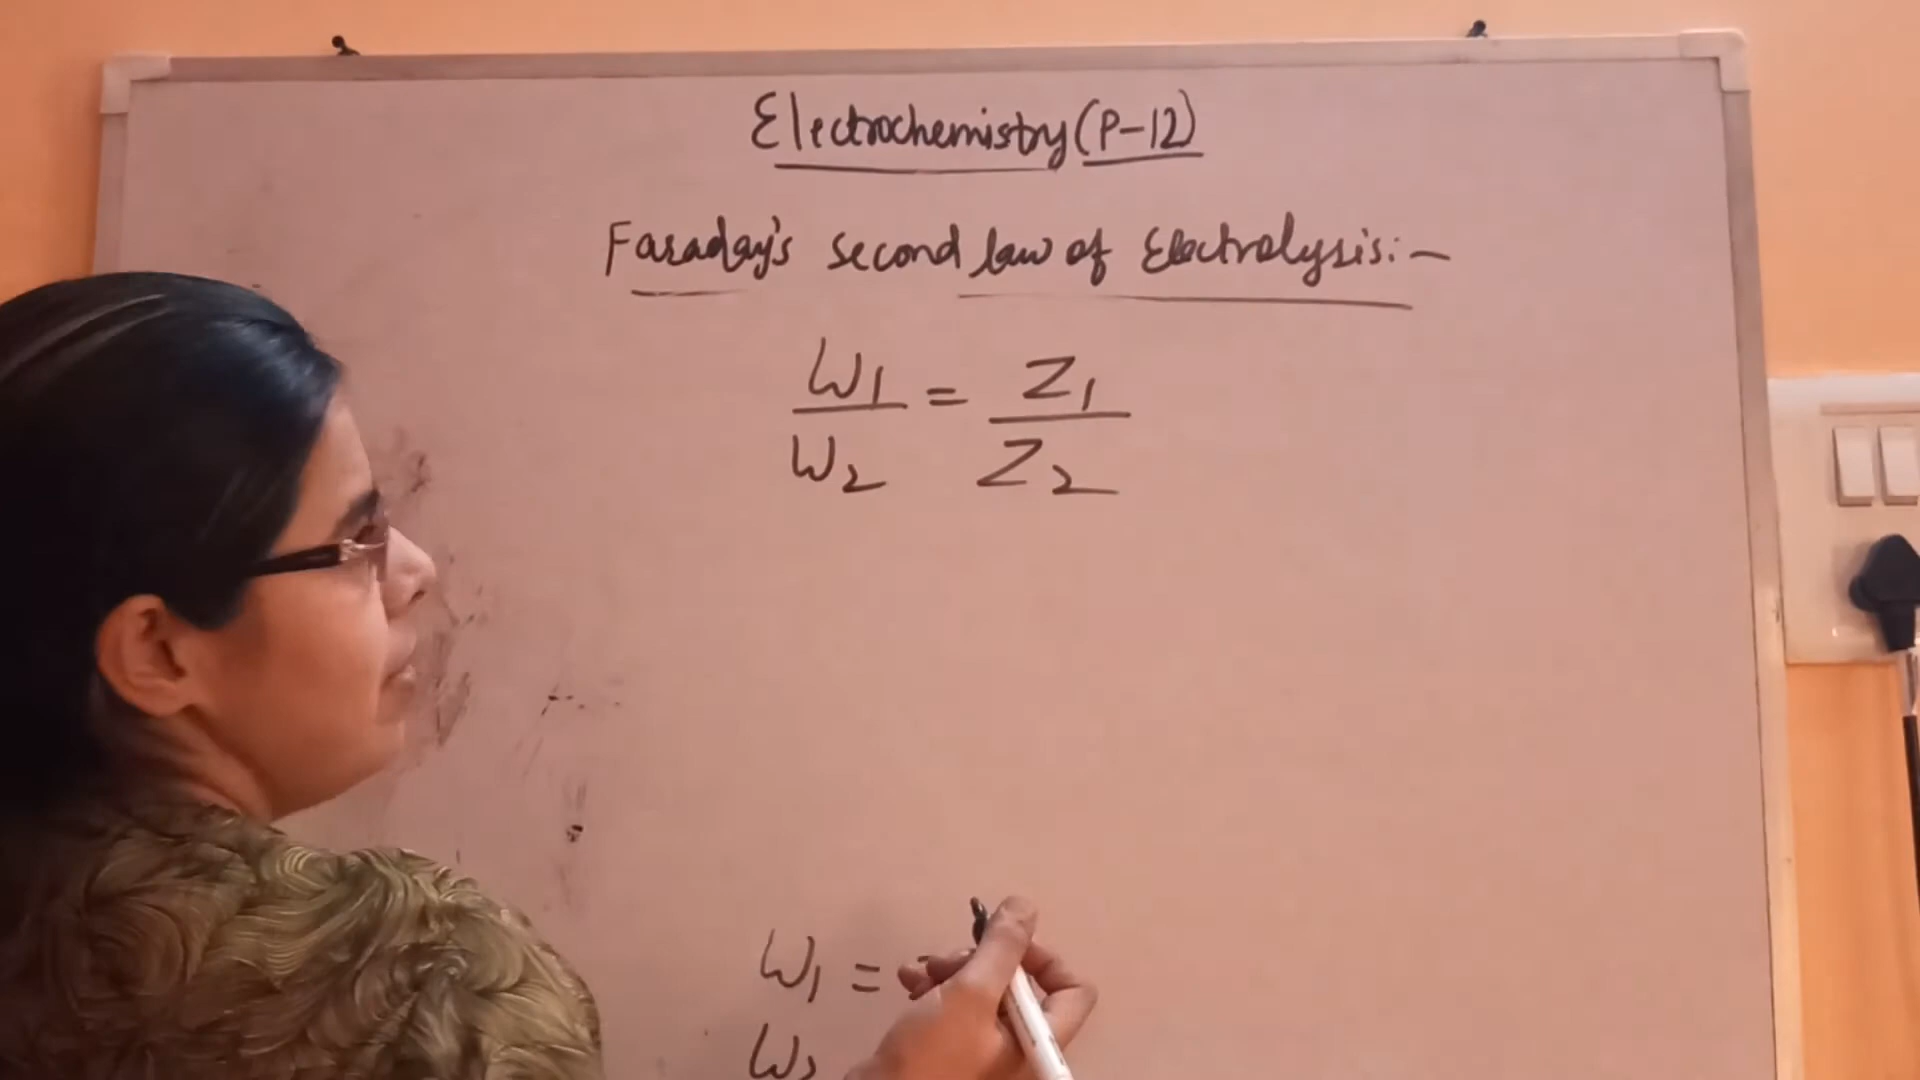 Electrochemistry (P-12)
Faraday's second law of Electrolysis:-
W1 = Z1
W2 Z2
W1 =
W2